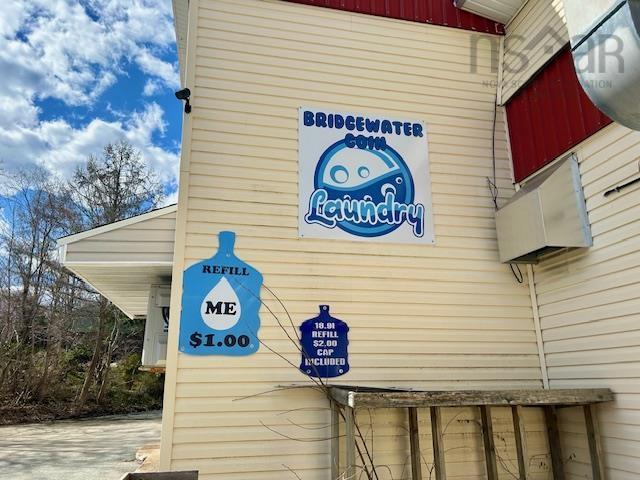 BRIDGEWATER
COIN
Laundry
REFILL
ME
$1.00
18.9l
REFILL
$2.00
CAP
INCLUDED